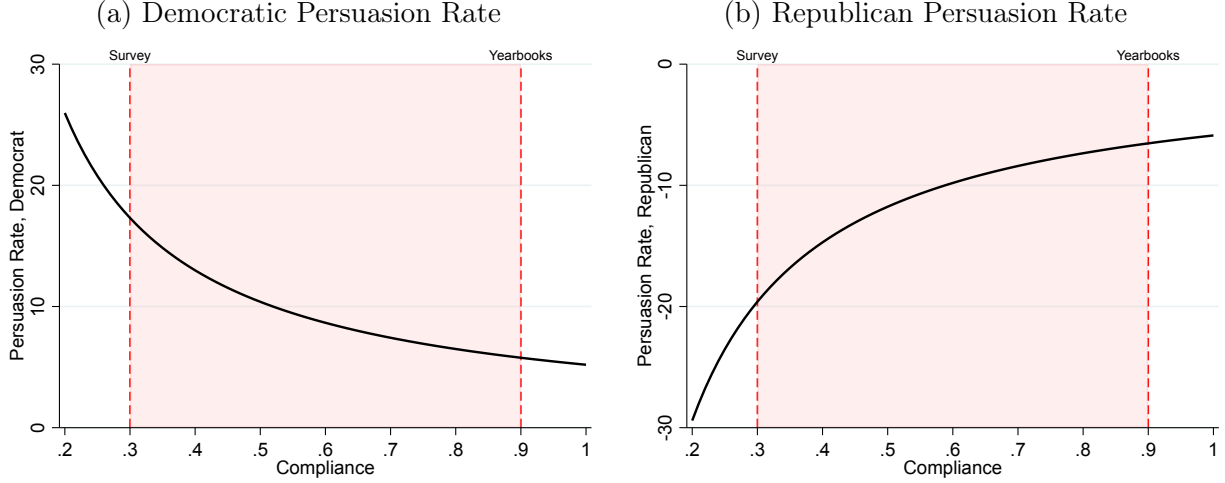 (a) Democratic Persuasion Rate
Survey
Yearbooks
Persuasion Rate, Democrat
30
20
10
0
.2 .3 .4 .5 .6 .7 .8 .9 1
Compliance
(b) Republican Persuasion Rate
Survey
Yearbooks
Persuasion Rate, Republican
0
-10
-20
-30
.2 .3 .4 .5 .6 .7 .8 .9 1
Compliance